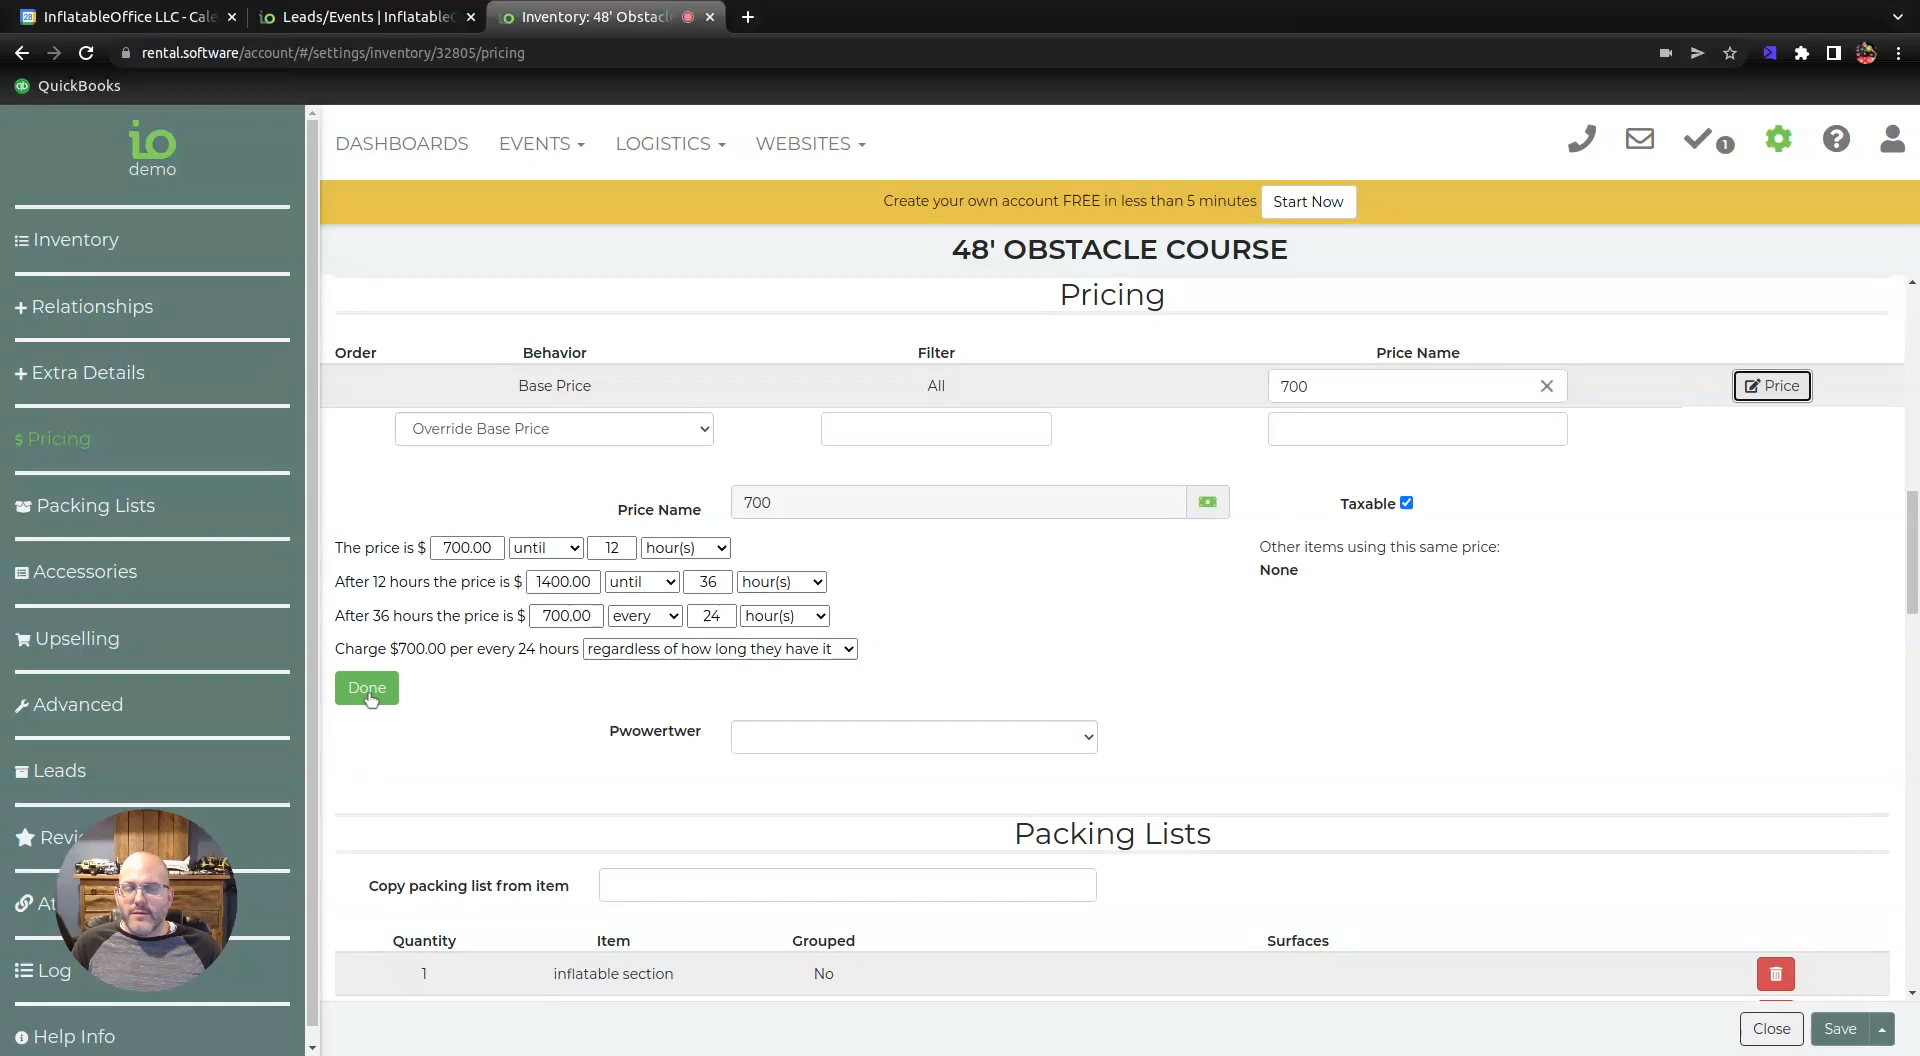 InflatableOffice LLC - Cale
Leads/Events | InflatableO
Inventory: 48' Obstacl
rental.software/account/#/settings/inventory/32805/pricing
QuickBooks
io
demo
DASHBOARDS
EVENTS
LOGISTICS
WEBSITES
1
Create your own account FREE in less than 5 minutes
Start Now
Inventory
Relationships
Extra Details
$ Pricing
Packing Lists
Accessories
Upselling
Advanced
Leads
Revi
At
Log
Help Info
48' OBSTACLE COURSE
Pricing
Order Behavior Filter Price Name
Base Price All 700 Price
Override Base Price
Price Name 700 Taxable
The price is $ 700.00 until 12 hour(s)
Other items using this same price:
None
After 12 hours the price is $ 1400.00 until 36 hour(s)
After 36 hours the price is $ 700.00 every 24 hour(s)
Charge $700.00 per every 24 hours regardless of how long they have it
Done
Pwowertwer
Packing Lists
Copy packing list from item
Quantity Item Grouped Surfaces
1 inflatable section No
Close Save